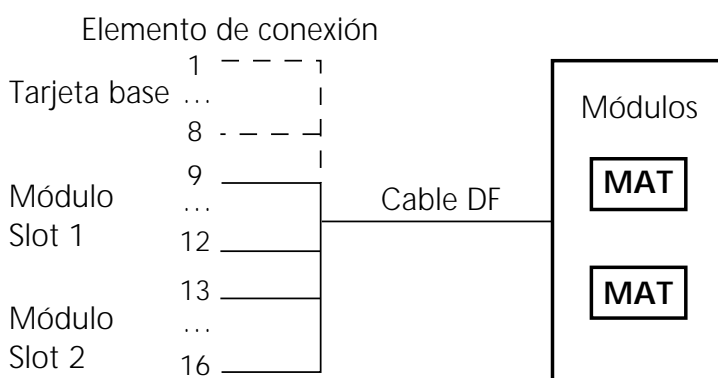 Elemento de conexión
1
Tarjeta base ...
8
Módulos
9
MAT
Módulo
Slot 1
...
Cable DF
12
13
MAT
Módulo
Slot 2
...
16